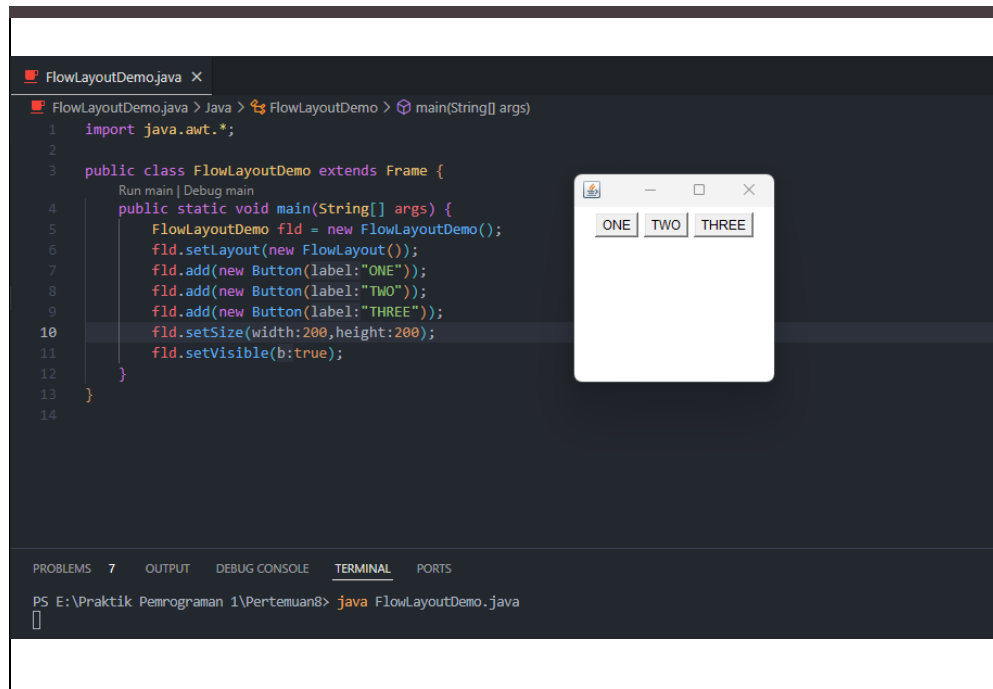 FlowLayoutDemo.java
FlowLayoutDemo.java > Java > FlowLayoutDemo > main(String[] args)
1 import java.awt.*;
2
3 public class FlowLayoutDemo extends Frame {
Run main | Debug main
4 public static void main(String[] args) {
5 FlowLayoutDemo fld = new FlowLayoutDemo();
6 fld.setLayout(new FlowLayout());
7 fld.add(new Button(label:"ONE"));
8 fld.add(new Button(label:"TWO"));
9 fld.add(new Button(label:"THREE"));
10 fld.setSize(width:200,height:200);
11 fld.setVisible(b:true);
12 }
13 }
14
ONE TWO THREE
PROBLEMS 7 OUTPUT DEBUG CONSOLE TERMINAL PORTS
PS E:\Praktik Pemrograman 1\Pertemuan8> java FlowLayoutDemo.java